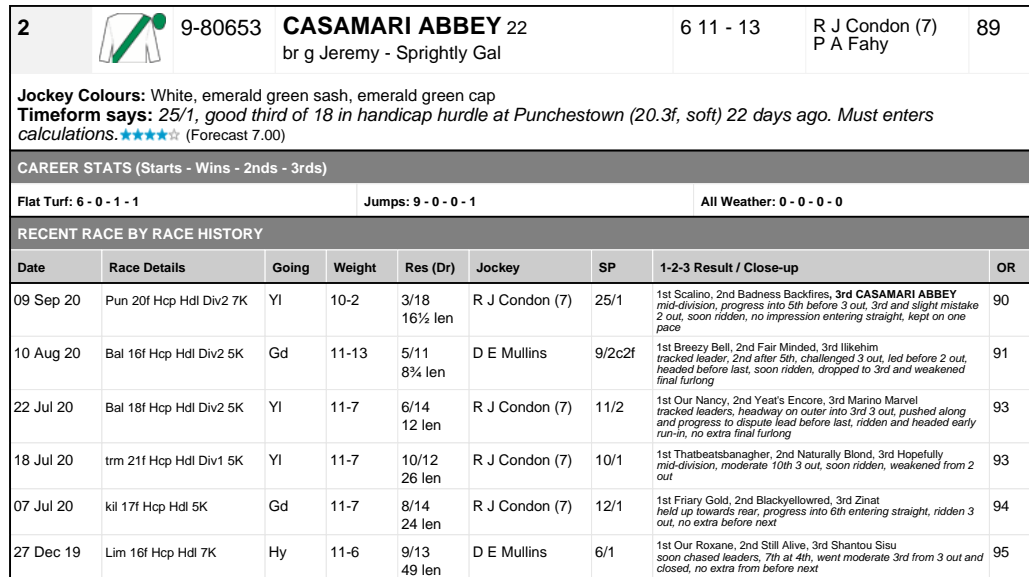 2 9-80653 CASAMARI ABBEY 22 6 11 - 13 R J Condon (7) 89
br g Jeremy - Sprightly Gal P A Fahy
Jockey Colours: White, emerald green sash, emerald green cap
Timeform says: 25/1, good third of 18 in handicap hurdle at Punchestown (20.3f, soft) 22 days ago. Must enters
calculations.★★★★☆ (Forecast 7.00)
CAREER STATS (Starts - Wins - 2nds - 3rds)
Flat Turf: 6 - 0 - 1 - 1 Jumps: 9 - 0 - 0 - 1 All Weather: 0 - 0 - 0 - 0
RECENT RACE BY RACE HISTORY
Date Race Details Going Weight Res (Dr) Jockey SP 1-2-3 Result / Close-up OR
09 Sep 20 Pun 20f Hcp Hdl Div2 7K Yl 10-2 3/18 R J Condon (7) 25/1 1st Scalino, 2nd Badness Backfires, 3rd CASAMARI ABBEY 90
16½ len mid-division, progress into 5th before 3 out, 3rd and slight mistake
2 out, soon ridden, no impression entering straight, kept on one
pace
10 Aug 20 Bal 16f Hcp Hdl Div2 5K Gd 11-13 5/11 D E Mullins 9/2c2f 1st Breezy Bell, 2nd Fair Minded, 3rd Ilikehim 91
8¾ len tracked leader, 2nd after 5th, challenged 3 out, led before 2 out,
headed before last, soon ridden, dropped to 3rd and weakened
final furlong
22 Jul 20 Bal 18f Hcp Hdl Div2 5K Yl 11-7 6/14 R J Condon (7) 11/2 1st Our Nancy, 2nd Yeat's Encore, 3rd Marino Marvel 93
12 len tracked leaders, headway on outer into 3rd 3 out, pushed along
and progress to dispute lead before last, ridden and headed early
run-in, no extra final furlong
18 Jul 20 trm 21f Hcp Hdl Div1 5K Yl 11-7 10/12 R J Condon (7) 10/1 1st Thatbeatsbanagher, 2nd Naturally Blond, 3rd Hopefully 93
26 len mid-division, moderate 10th 3 out, soon ridden, weakened from 2
out
07 Jul 20 kil 17f Hcp Hdl 5K Gd 11-7 8/14 R J Condon (7) 12/1 1st Friary Gold, 2nd Blackyellowred, 3rd Zinat 94
24 len held up towards rear, progress into 6th entering straight, ridden 3
out, no extra before next
27 Dec 19 Lim 16f Hcp Hdl 7K Hy 11-6 9/13 D E Mullins 6/1 1st Our Roxane, 2nd Still Alive, 3rd Shantou Sisu 95
49 len soon chased leaders, 7th at 4th, went moderate 3rd from 3 out and
closed, no extra from before next